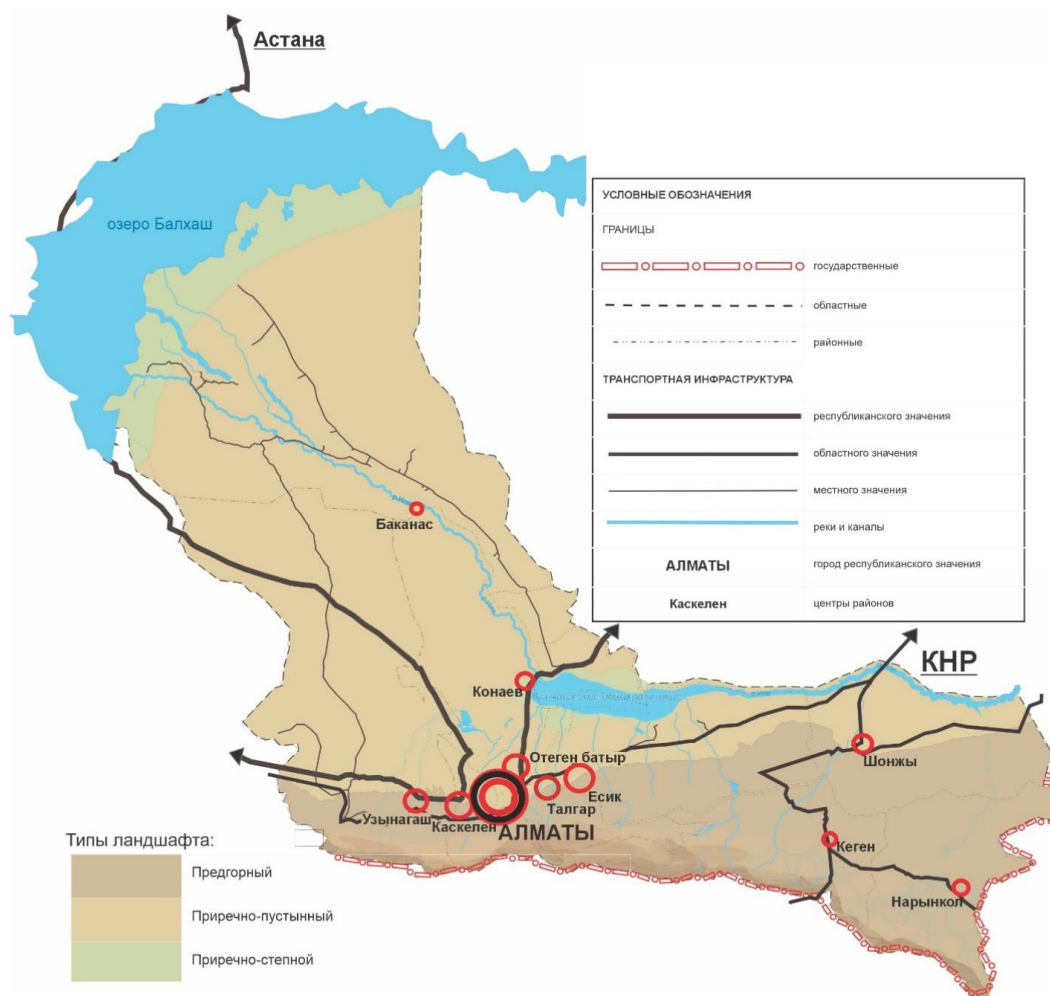 Астана
озеро Балхаш
УСЛОВНЫЕ ОБОЗНАЧЕНИЯ
ГРАНИЦЫ
государственные
областные
районные
ТРАНСПОРТНАЯ ИНФРАСТРУКТУРА
республиканского значения
областного значения
местного значения
реки и каналы
АЛМАТЫ
город республиканского значения
Каскелен
центры районов
Баканас
КНР
Конаев
Отеген батыр
Шонжы
Есик
Талгар
Узынагаш
Каскелен
АЛМАТЫ
Кеген
Нарынкол
Типы ландшафта:
Предгорный
Приречно-пустынный
Приречно-степной